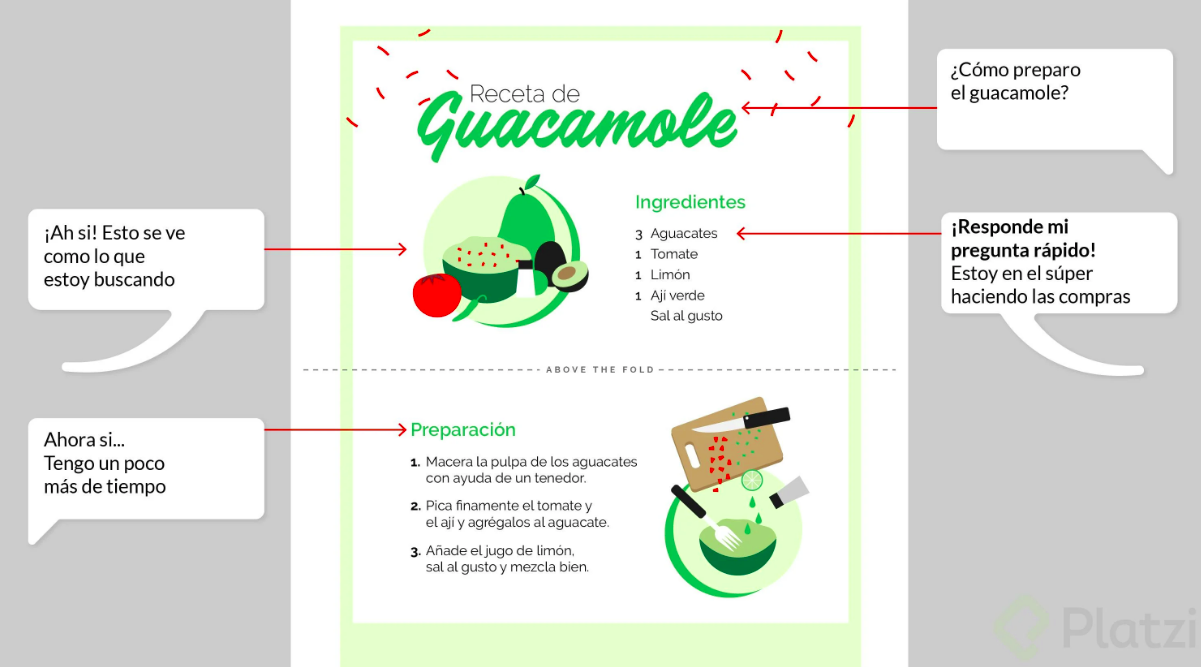 ¿Cómo preparo
el guacamole?
Receta de
Guacamole
¡Ah si! Esto se ve
como lo que
estoy buscando
Ingredientes
3 Aguacates
1 Tomate
1 Limón
1 Ají verde
Sal al gusto
¡Responde mi
pregunta rápido!
Estoy en el súper
haciendo las compras
ABOVE THE FOLD
Ahora si...
Tengo un poco
más de tiempo
Preparación
1. Macera la pulpa de los aguacates
con ayuda de un tenedor.
2. Pica finamente el tomate y
el ají y agrégalos al aguacate.
3. Añade el jugo de limón,
sal al gusto y mezcla bien.
Platzi